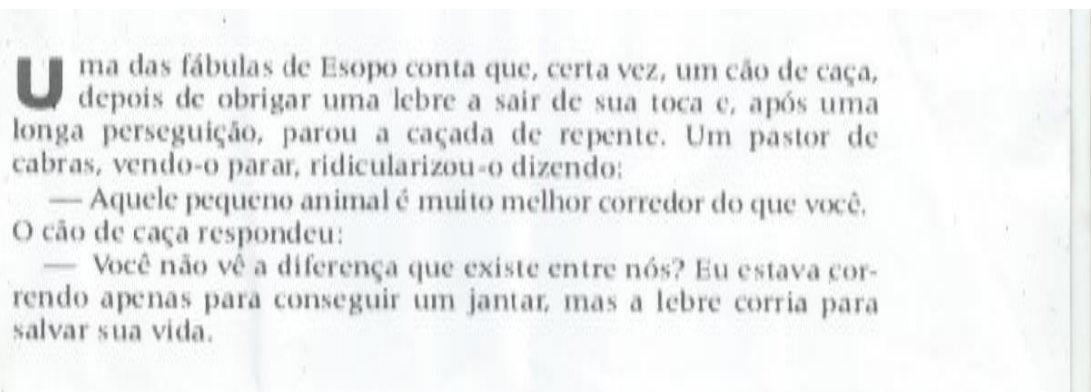 Uma das fábulas de Esopo conta que, certa vez, um cão de caça,
depois de obrigar uma lebre a sair de sua toca e, após uma
longa perseguição, parou a caçada de repente. Um pastor de
cabras, vendo-o parar, ridicularizou-o dizendo:
— Aquele pequeno animal é muito melhor corredor do que você.
O cão de caça respondeu:
— Você não vê a diferença que existe entre nós? Eu estava cor-
rendo apenas para conseguir um jantar, mas a lebre corria para
salvar sua vida.